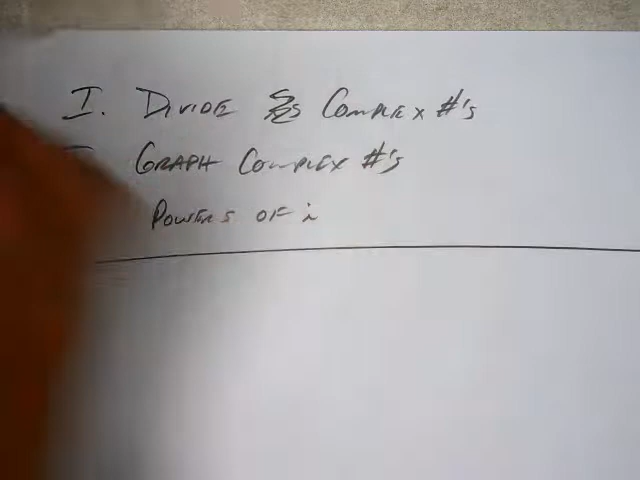 I. DIVIDE COMPLEX #'s
GRAPH COMPLEX #'s
POWERS OF i